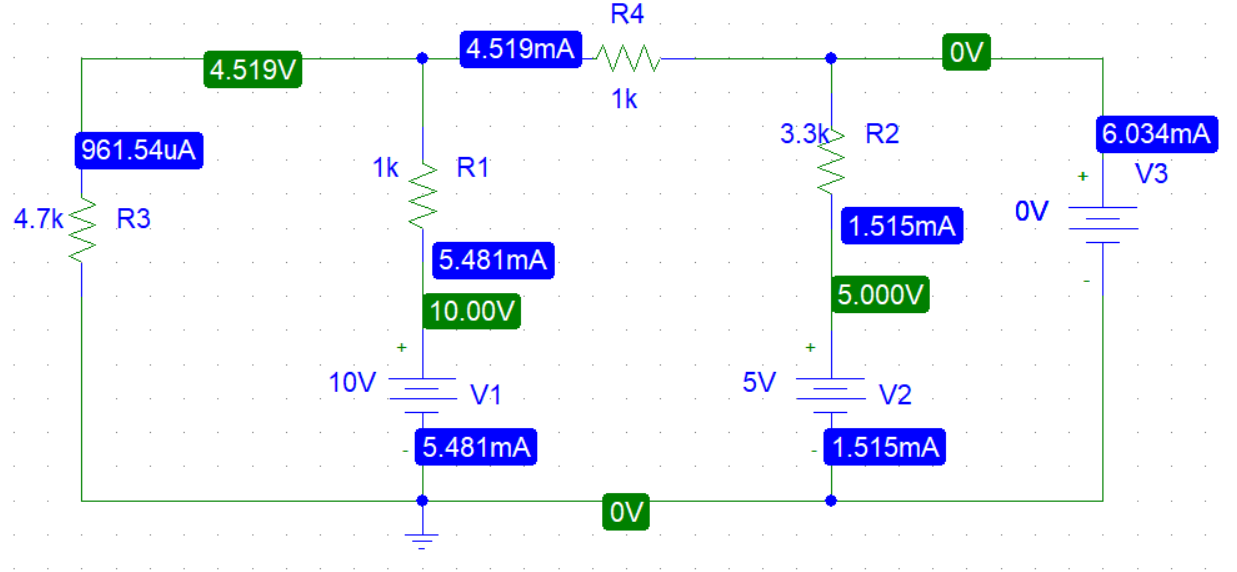 R4
4.519mA
0V
4.519V
1k
961.54uA
3.3k
R2
6.034mA
1k
R1
V3
+
4.7k
R3
0V
1.515mA
5.481mA
-
10.00V
5.000V
+
+
10V
V1
5V
V2
-
5.481mA
-
1.515mA
0V